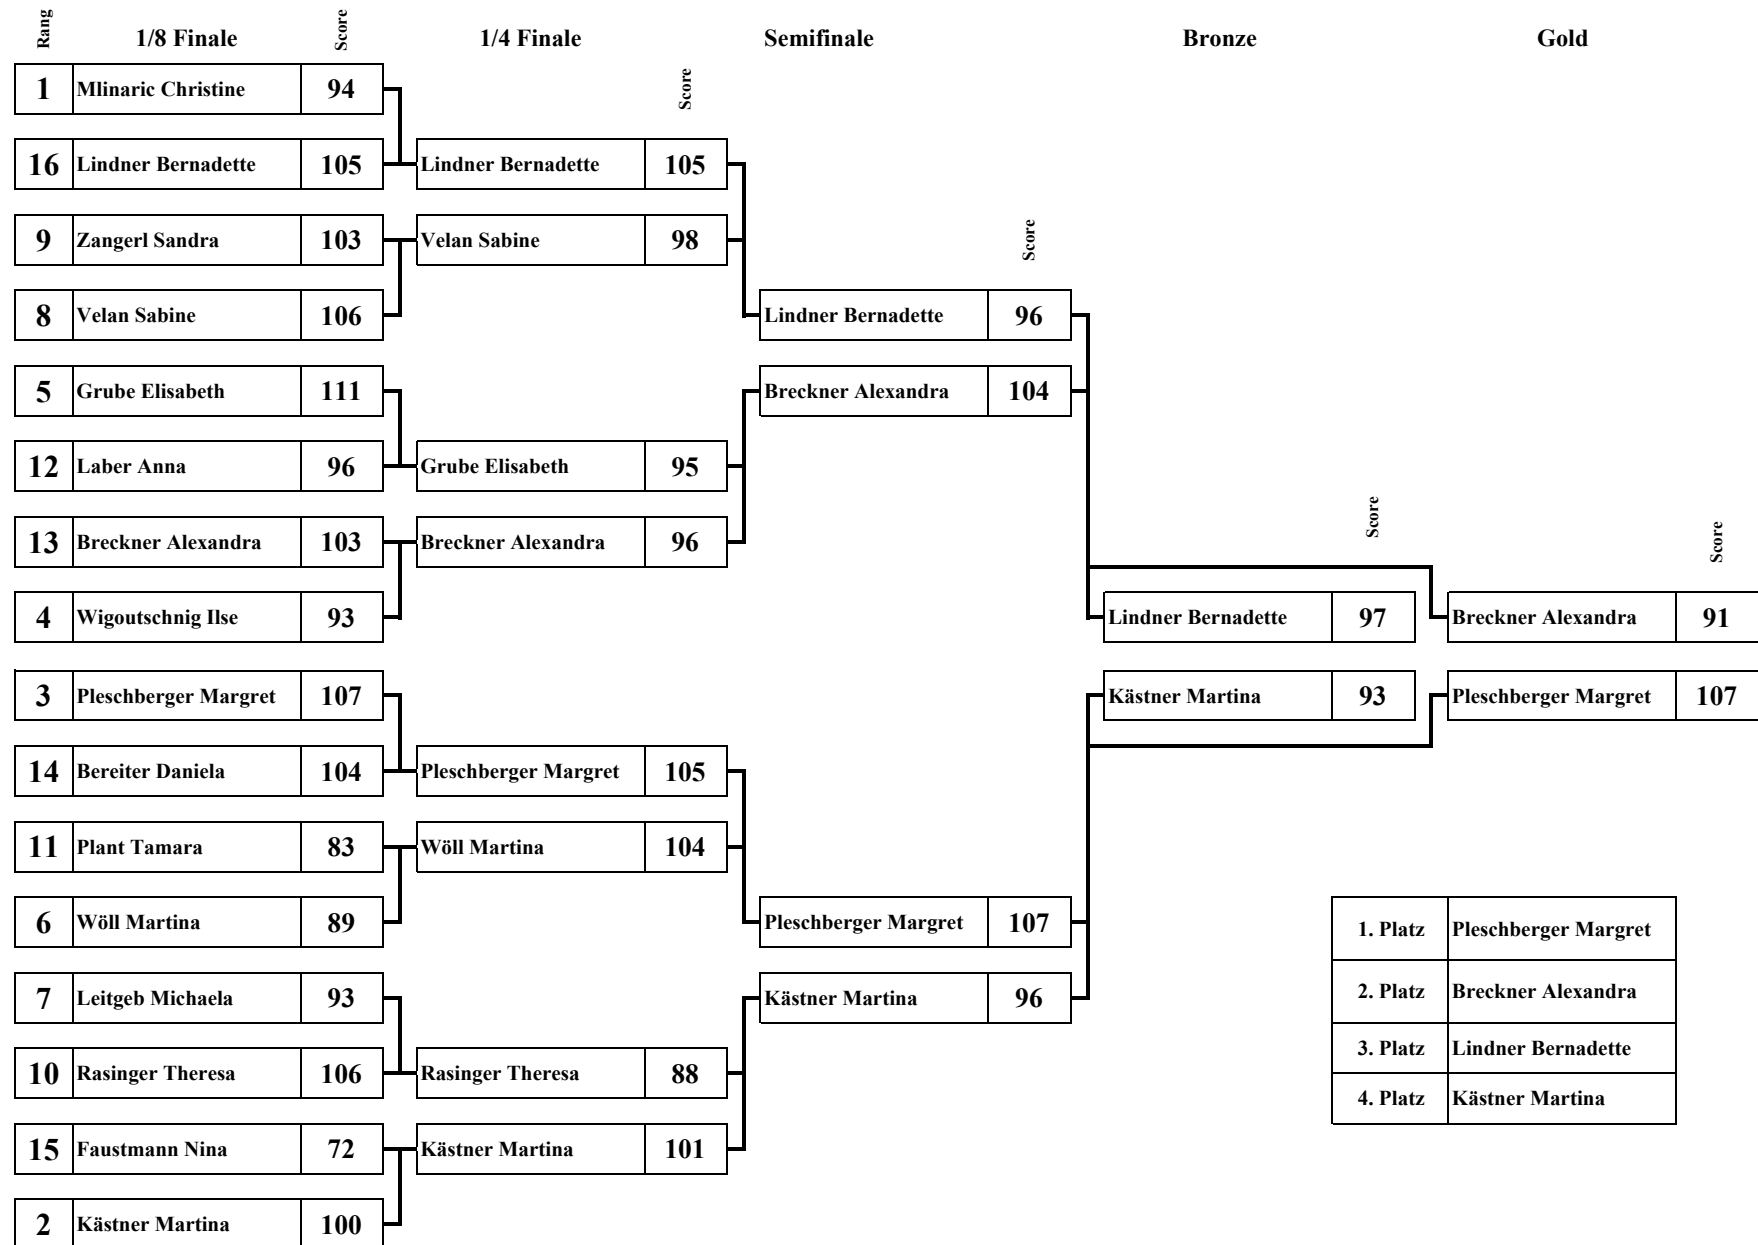 Rang 1/8 Finale Score 1/4 Finale Semifinale Bronze Gold
1 Mlinaric Christine 94 Score
16 Lindner Bernadette 105 Lindner Bernadette 105
9 Zangerl Sandra 103 Velan Sabine 98 Score
8 Velan Sabine 106 Lindner Bernadette 96
5 Grube Elisabeth 111 Breckner Alexandra 104
12 Laber Anna 96 Grube Elisabeth 95
13 Breckner Alexandra 103 Breckner Alexandra 96 Score Score
4 Wigoutschnig Ilse 93 Lindner Bernadette 97 Breckner Alexandra 91
3 Pleschberger Margret 107 Kästner Martina 93 Pleschberger Margret 107
14 Bereiter Daniela 104 Pleschberger Margret 105
11 Plant Tamara 83 Wöll Martina 104
6 Wöll Martina 89 Pleschberger Margret 107 1. Platz Pleschberger Margret
7 Leitgeb Michaela 93 Kästner Martina 96 2. Platz Breckner Alexandra
10 Rasinger Theresa 106 Rasinger Theresa 88 3. Platz Lindner Bernadette
4. Platz Kästner Martina
15 Faustmann Nina 72 Kästner Martina 101
2 Kästner Martina 100